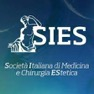 SIES
Società Italiana di Medicina
e Chirurgia EStetica